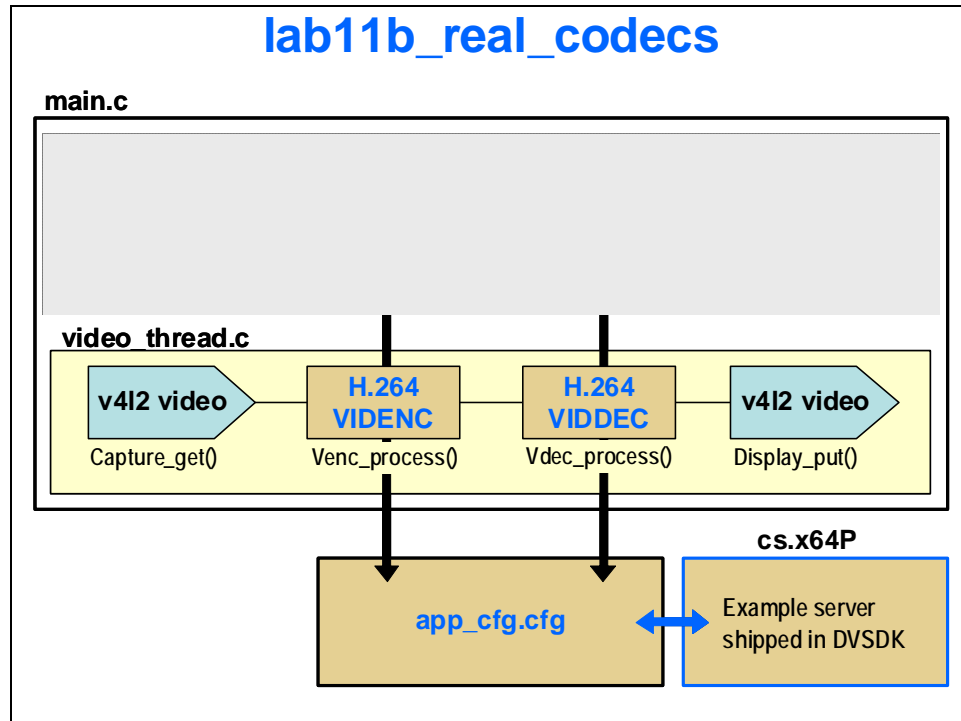 lab11b_real_codecs
main.c
video_thread.c
v4l2 video
H.264
VIDENC
H.264
VIDDEC
v4l2 video
Capture_get()
Venc_process()
Vdec_process()
Display_put()
cs.x64P
app_cfg.cfg
Example server
shipped in DVSDK